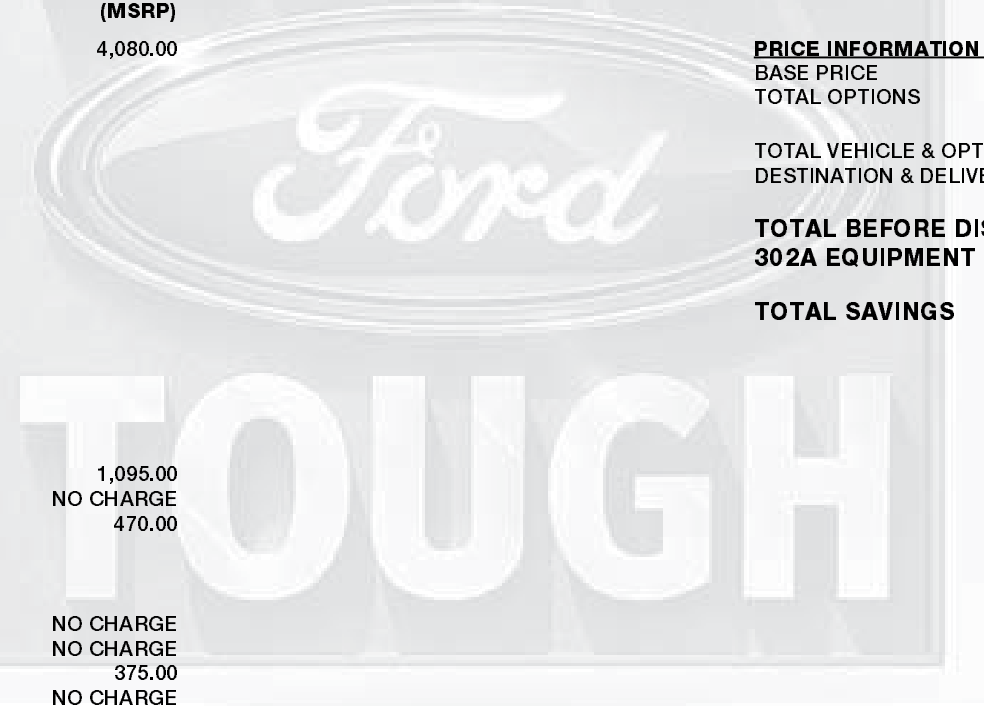 (MSRP)
4,080.00
1,095.00
NO CHARGE
470.00
NO CHARGE
NO CHARGE
375.00
NO CHARGE
PRICE INFORMATION
BASE PRICE
TOTAL OPTIONS
TOTAL VEHICLE & OPT
DESTINATION & DELIVE
TOTAL BEFORE DIS
302A EQUIPMENT
TOTAL SAVINGS
Ford
TOUGH